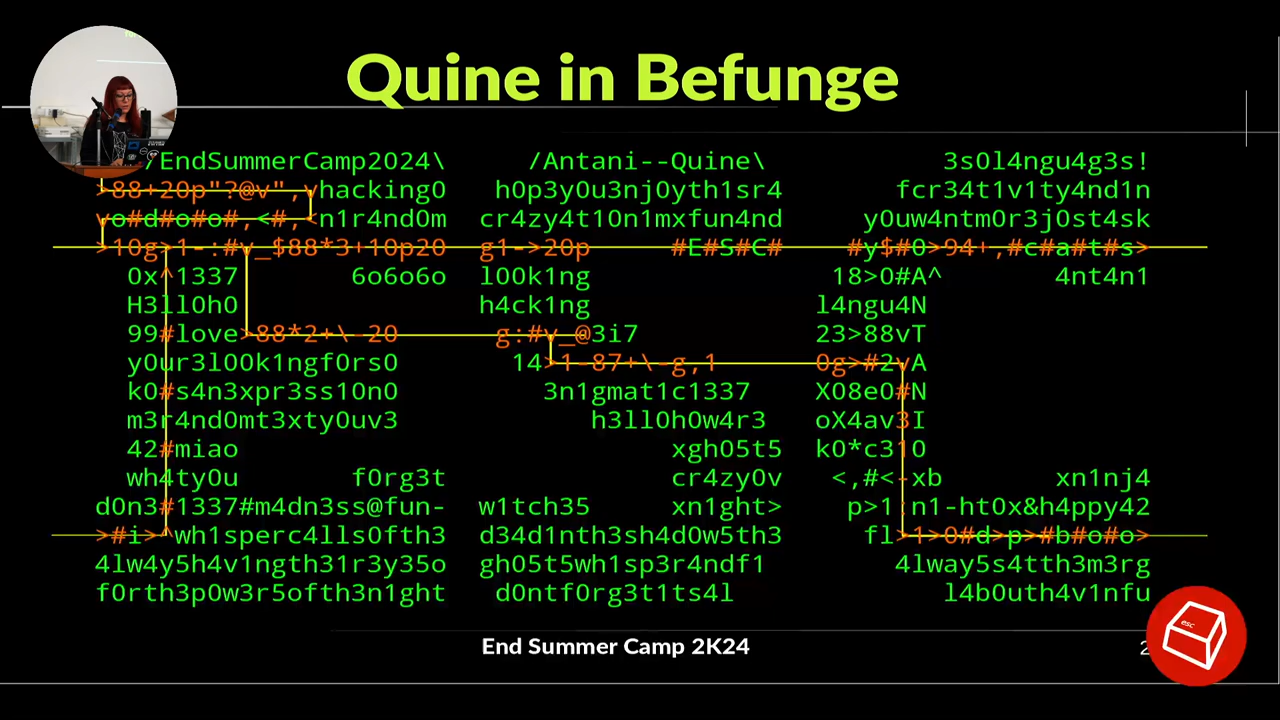 Quine in Befunge
/EndSummerCamp2024\ /Antani--Quine\ 3s0l4ngu4g3s!
>88+20p"?@v",vhacking0 h0p3y0u3nj0yth1sr4 fcr34t1v1ty4nd1n
vo#d#o#o#,<#,<n1r4nd0m cr4zy4t10n1mxfun4nd y0uw4ntm0r3j0st4sk
>10g>1-:#v_$88*3+10p20 g1->20p #E#S#C# #y$#0>94+,#c#a#t#s>
0x^1337 6o6o6o l00k1ng 18>0#A^ 4nt4n1
H3ll0h0 h4ck1ng l4nguN
99#love>88*2+\-20 g:#v_@3i7 23>88vT
y0ur3l00k1ngf0rs0 14>1-87+\-g,1 0g>#2vA
k0#s4n3xpr3ss10n0 3n1gmat1c1337 X08e0#N
m3r4nd0mt3xty0uv3 h3ll0h0w4r3 oX4av3I
42#miao xgh05t5 k0*c310
wh4ty0u f0rg3t cr4zy0v <,#<-xb xn1nj4
d0n3#1337#m4dn3ss@fun- w1tch35 xn1ght> p>1:n1-ht0x&h4ppy42
>#i>^wh1sperc4lls0fth3 d34d1nth3sh4d0w5th3 fl>1>0#d>p>#b#o#o>
4lw4y5h4v1ngth31r3y35o gh05t5wh1sp3r4ndf1 4lway5s4tth3m3rg
f0rth3p0w3r5ofth3n1ght d0ntf0rg3t1ts4l l4b0uth4v1nfu
End Summer Camp 2K24
esc